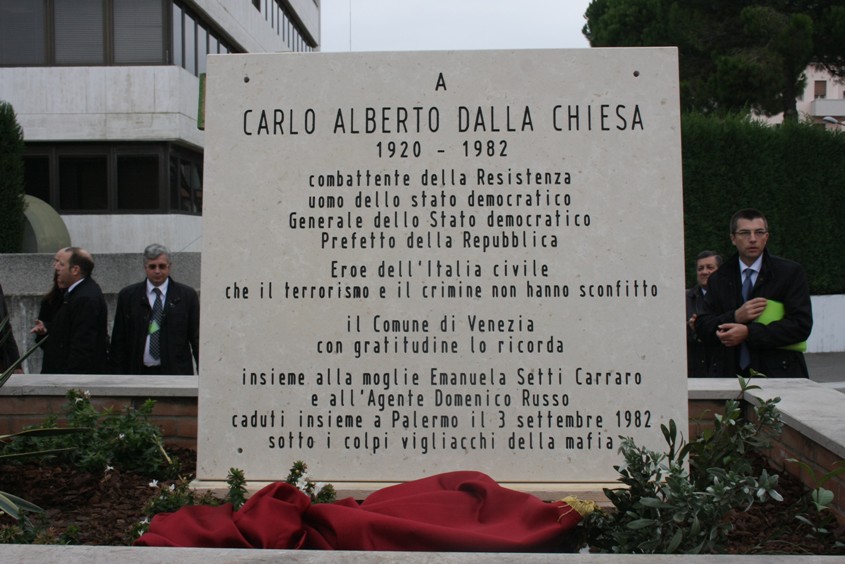 A
CARLO ALBERTO DALLA CHIESA
1920 - 1982
combattente della Resistenza
uomo dello stato democratico
Generale dello Stato democratico
Prefetto della Repubblica
Eroe dell'Italia civile
che il terrorismo e il crimine non hanno sconfitto
il Comune di Venezia
con gratitudine lo ricorda
insieme alla moglie Emanuela Setti Carraro
e all'Agente Domenico Russo
caduti insieme a Palermo il 3 settembre 1982
sotto i colpi vigliacchi della mafia